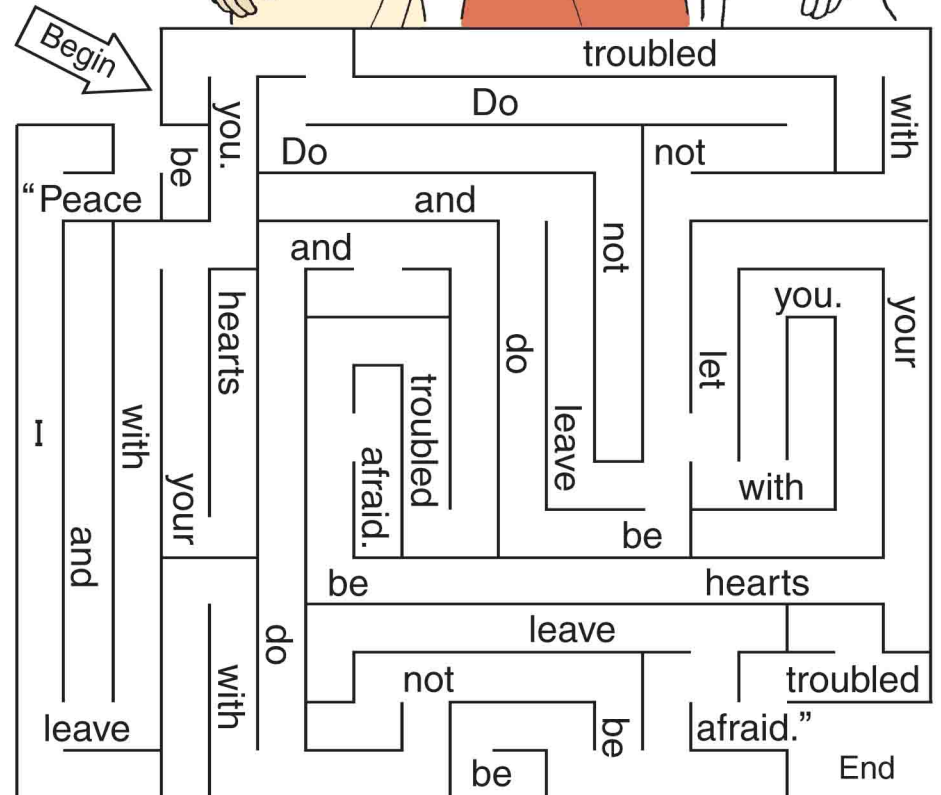 Begin
troubled
Do
with
you.
be
Do
not
“Peace
and
not
and
you.
hearts
your
do
let
troubled
I
with
leave
afraid.
your
with
and
be
be
hearts
do
leave
with
not
troubled
leave
be
afraid.”
be
End